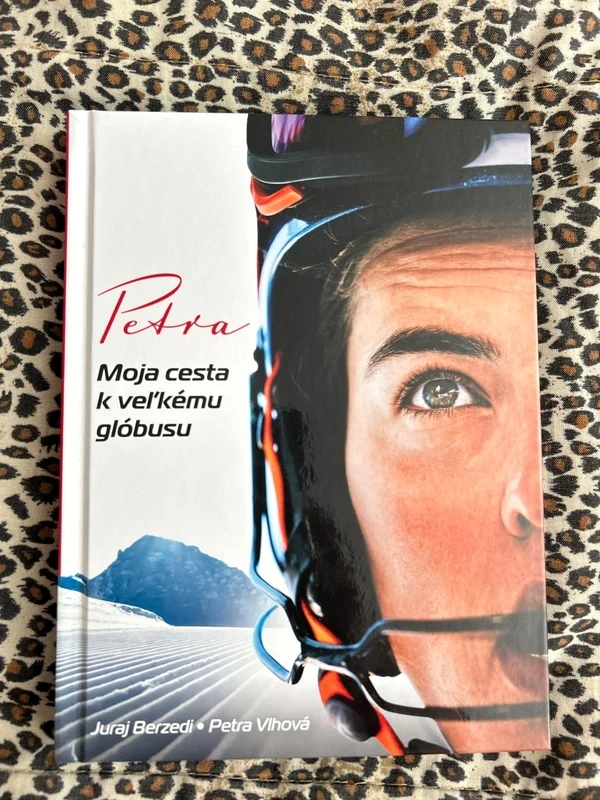 Petra
Moja cesta
k veľkému
glóbusu
Juraj Berzedi • Petra Vlhová